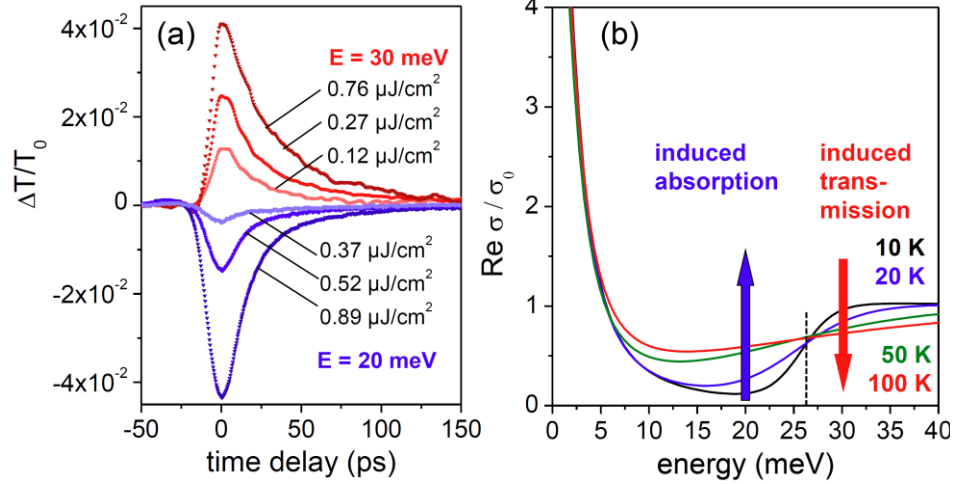 (a)
E = 30 meV
0.76 µJ/cm²
0.27 µJ/cm²
0.12 µJ/cm²
0.37 µJ/cm²
0.52 µJ/cm²
0.89 µJ/cm²
E = 20 meV
ΔT/T₀
4x10⁻²
2x10⁻²
0
-2x10⁻²
-4x10⁻²
-50
0
50
100
150
time delay (ps)
(b)
induced
absorption
induced
trans-
mission
10 K
20 K
50 K
100 K
Re σ / σ₀
4
3
2
1
0
0
5
10
15
20
25
30
35
40
energy (meV)